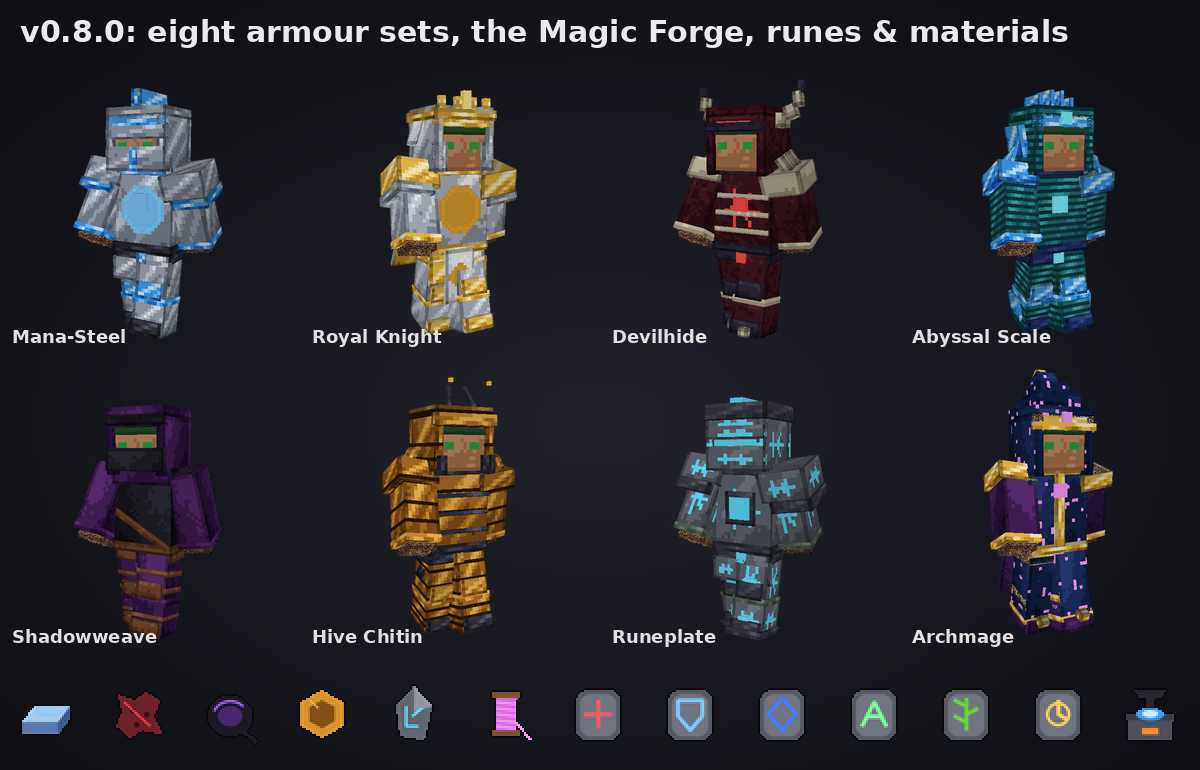 v0.8.0: eight armour sets, the Magic Forge, runes & materials
Mana-Steel
Royal Knight
Devilhide
Abyssal Scale
Shadowweave
Hive Chitin
Runeplate
Archmage